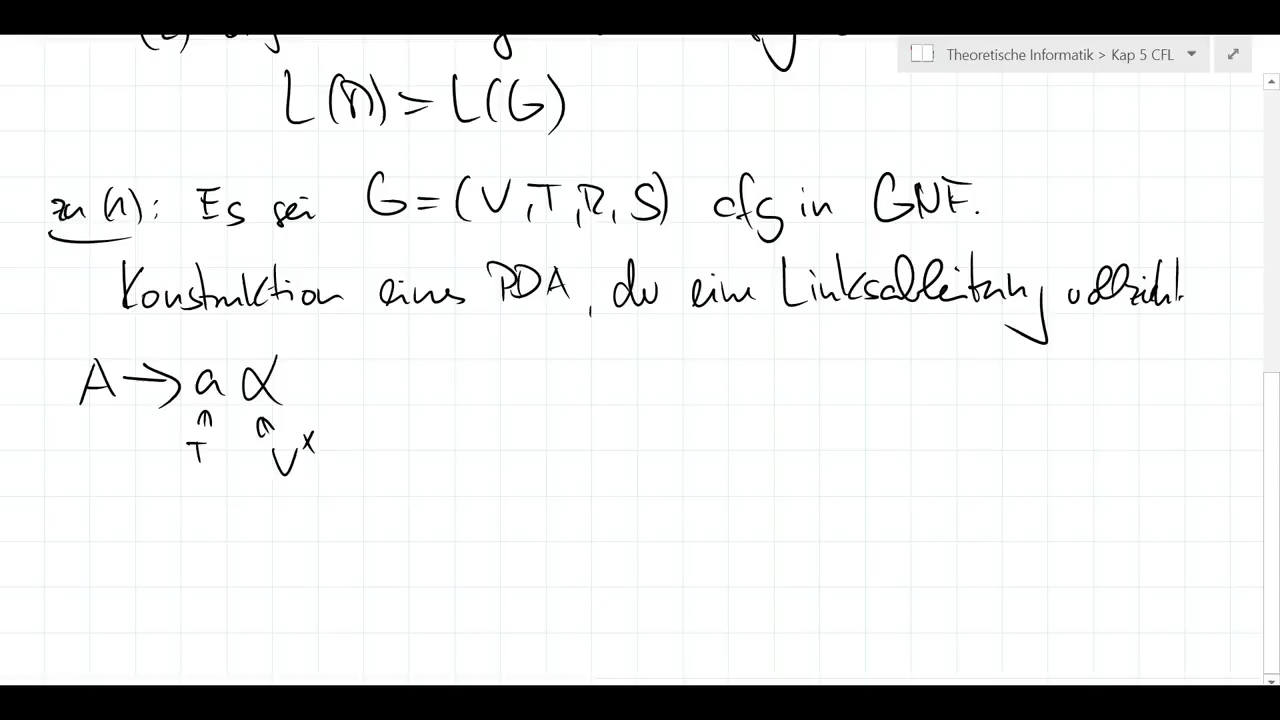 Theoretische Informatik > Kap 5 CFL
L(M) = L(G)
zu (1): Es sei G = (V, T, R, S) cfg in GNF.
Konstruktion eines PDA, der eine Linksableitung vollzieht.
A → a α
T V*